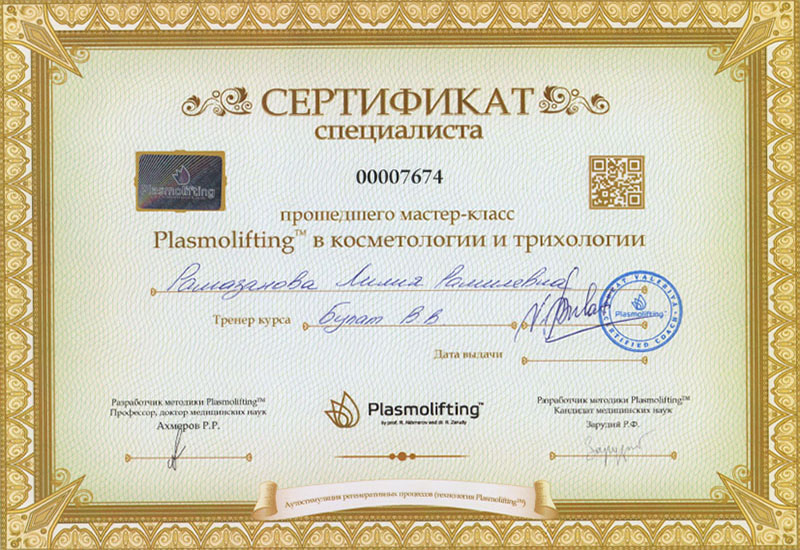 СЕРТИФИКАТ
специалиста
00007674
Plasmolifting
прошедшего мастер-класс
Plasmolifting™ в косметологии и трихологии
Рамазанова Лилия Рамилевна
Тренер курса Булат В.В.
V. Bulat
Plasmolifting™
CERTIFIED COACH
Дата выдачи
Разработчик методики Plasmolifting™
Профессор, доктор медицинских наук
Ахмеров Р.Р.
Plasmolifting™
by prof. R. Akhmerov and dr. R. Zarudiy
Разработчик методики Plasmolifting™
Кандидат медицинских наук
Зарудий Р.Ф.
Аутостимуляция регенеративных процессов (технология Plasmolifting™)